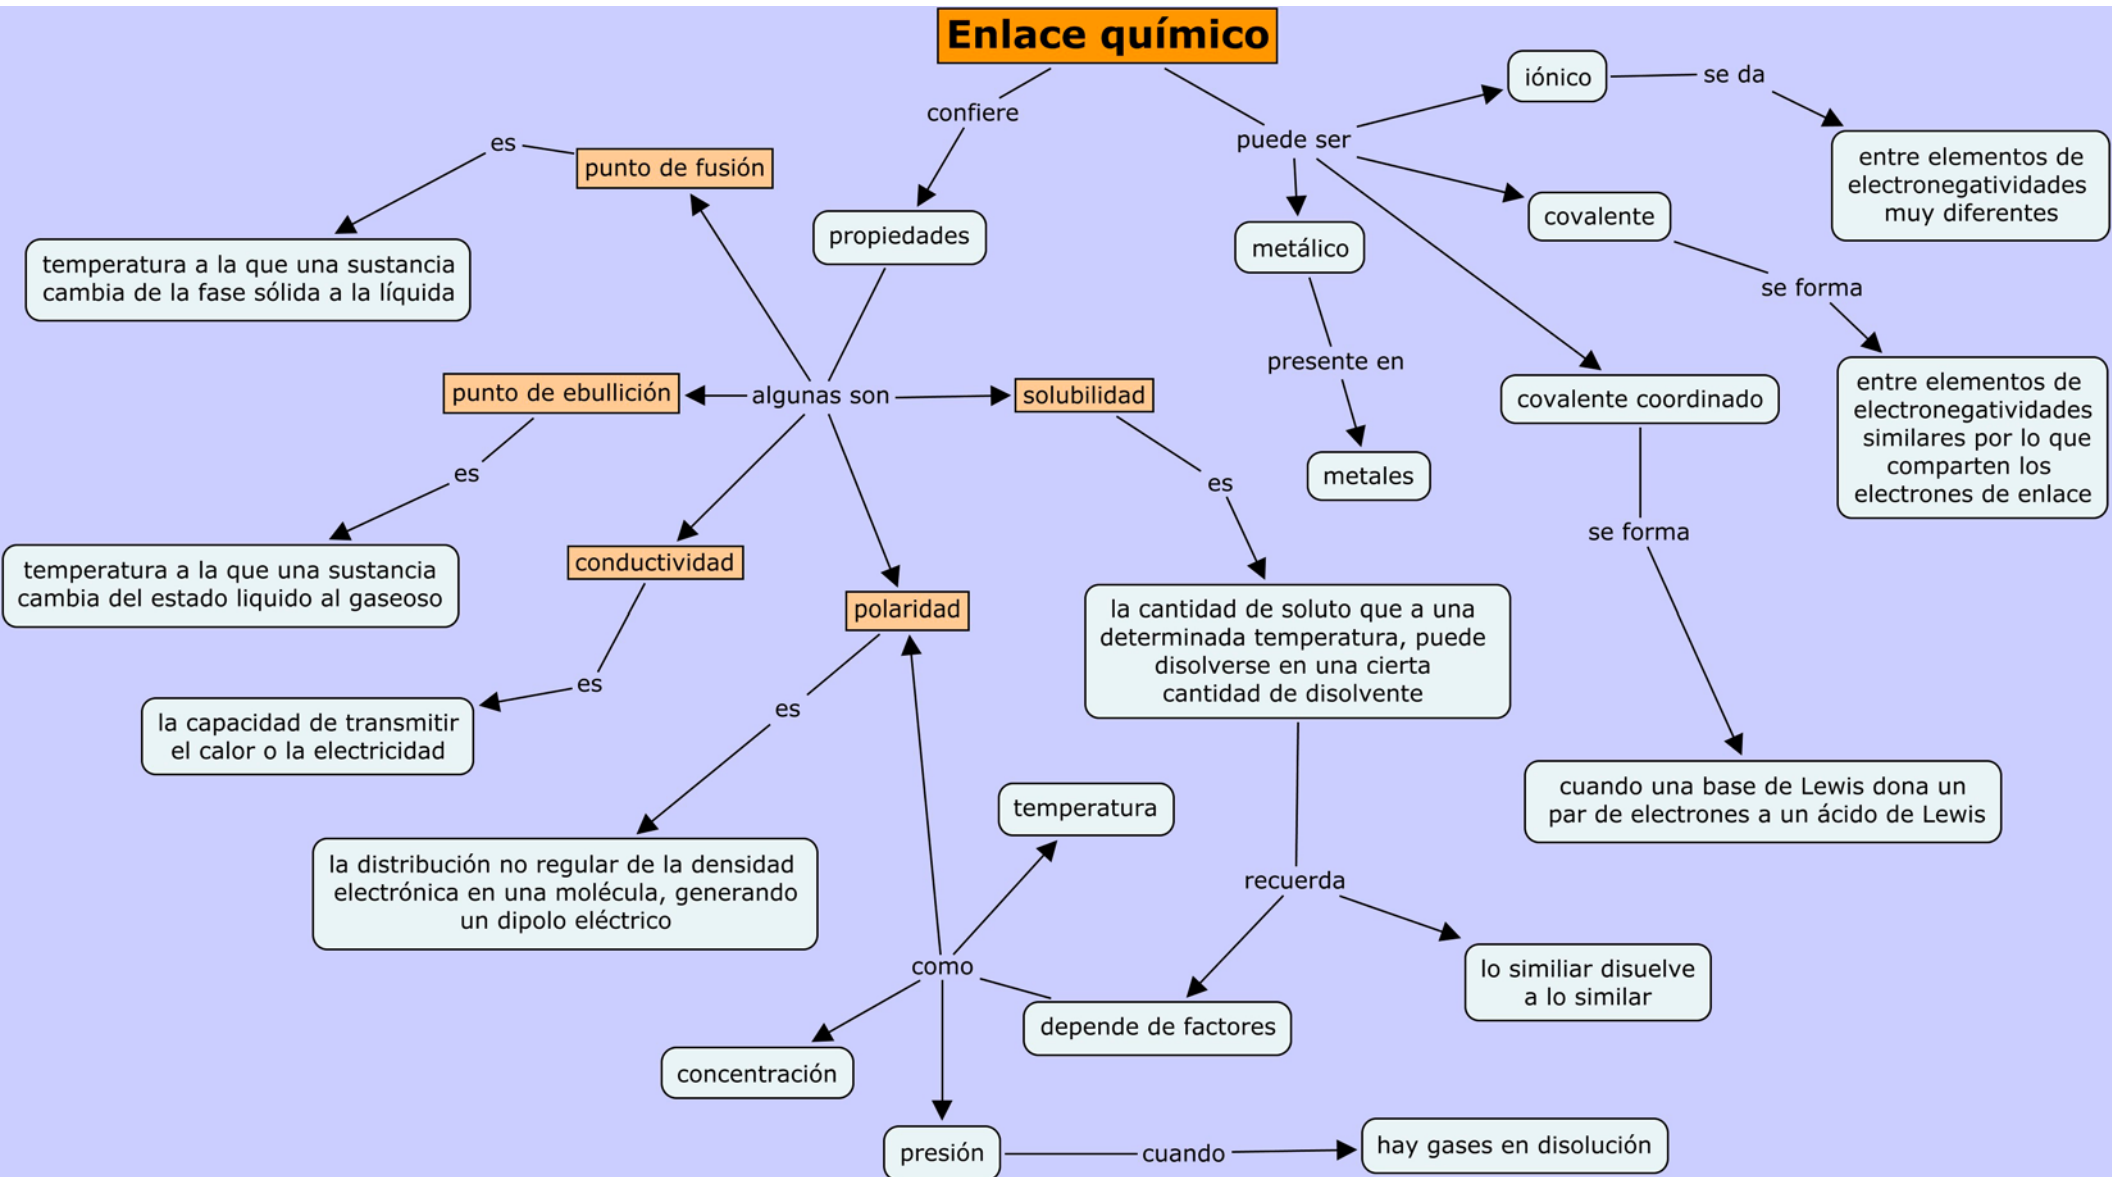 Enlace químico
confiere
puede ser
iónico
se da
entre elementos de
electronegatividades
muy diferentes
es
punto de fusión
propiedades
metálico
covalente
temperatura a la que una sustancia
cambia de la fase sólida a la líquida
se forma
presente en
punto de ebullición
algunas son
solubilidad
covalente coordinado
entre elementos de
electronegatividades
similares por lo que
comparten los
electrones de enlace
es
es
metales
se forma
temperatura a la que una sustancia
cambia del estado liquido al gaseoso
conductividad
polaridad
la cantidad de soluto que a una
determinada temperatura, puede
disolverse en una cierta
cantidad de disolvente
es
es
la capacidad de transmitir
el calor o la electricidad
temperatura
cuando una base de Lewis dona un
par de electrones a un ácido de Lewis
la distribución no regular de la densidad
electrónica en una molécula, generando
un dipolo eléctrico
recuerda
como
lo similiar disuelve
a lo similar
depende de factores
concentración
presión
cuando
hay gases en disolución